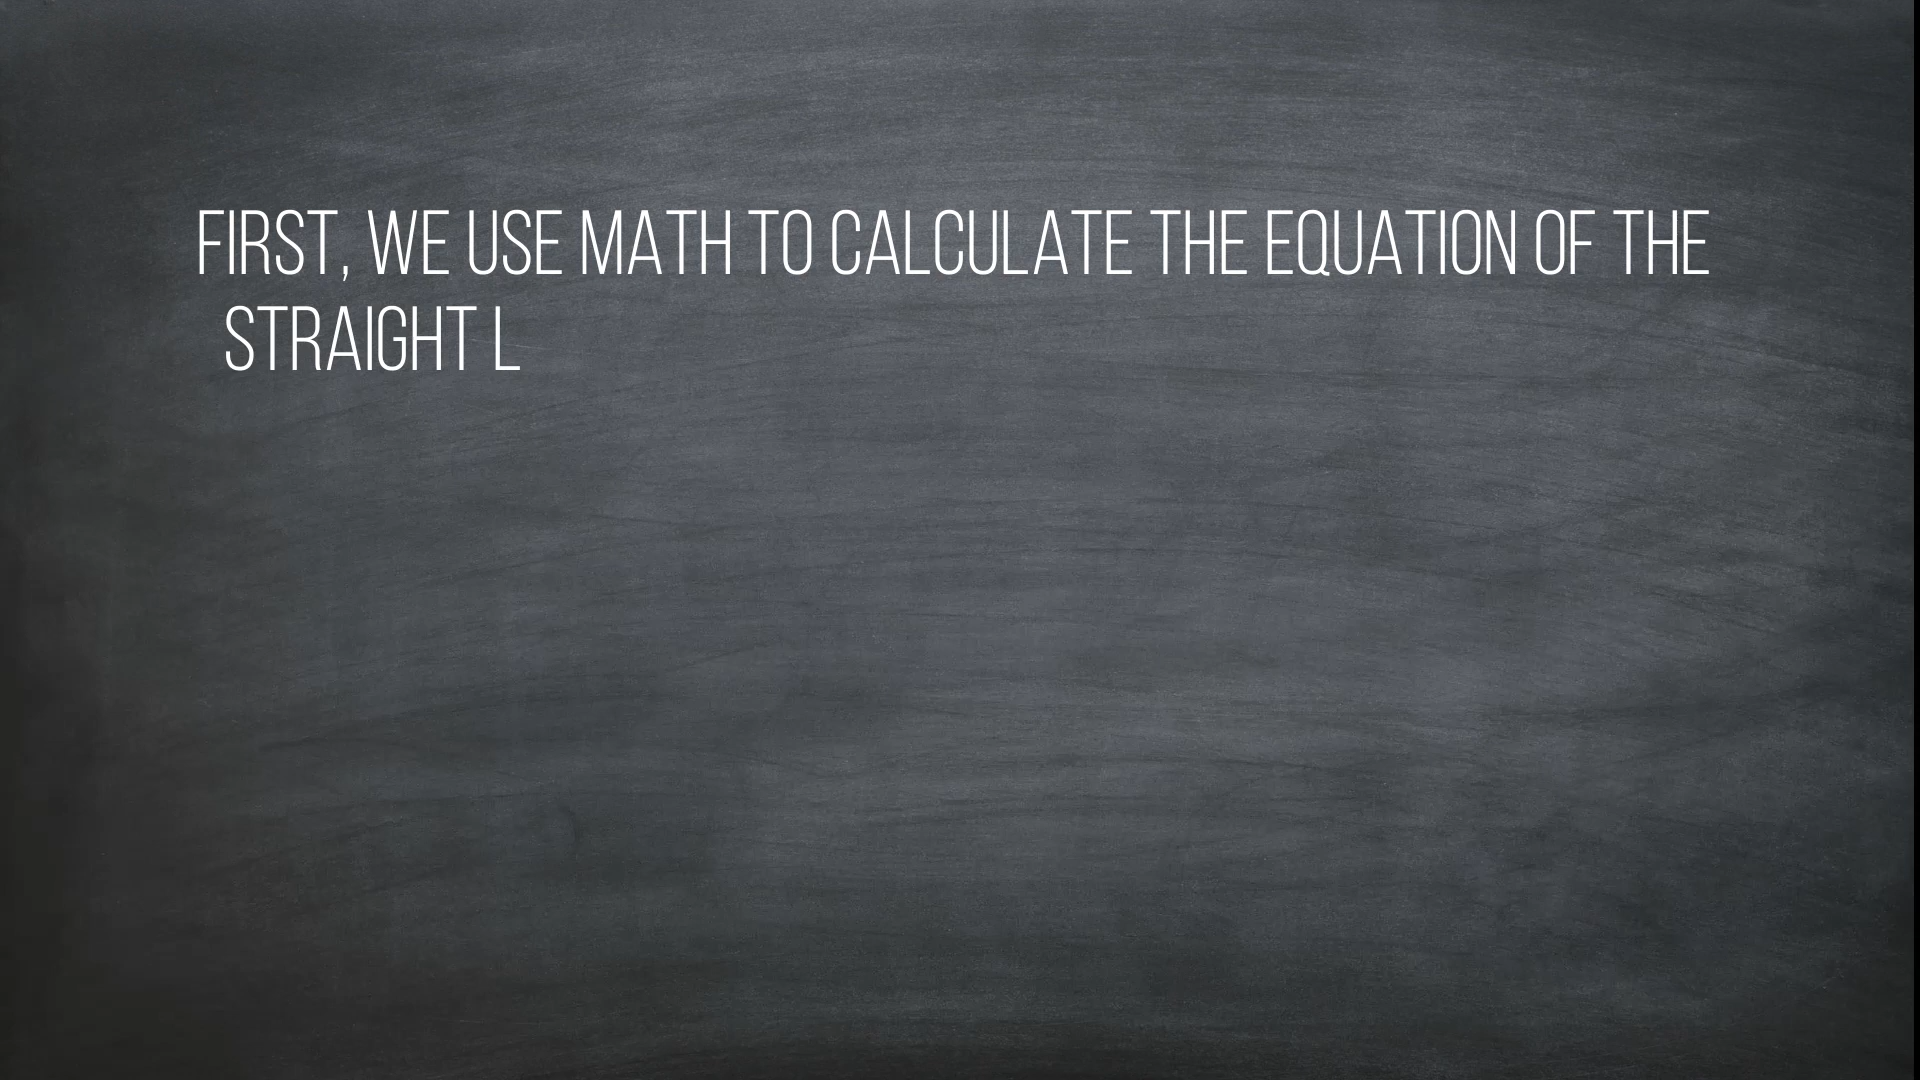 FIRST, WE USE MATH TO CALCULATE THE EQUATION OF THE
STRAIGHT L